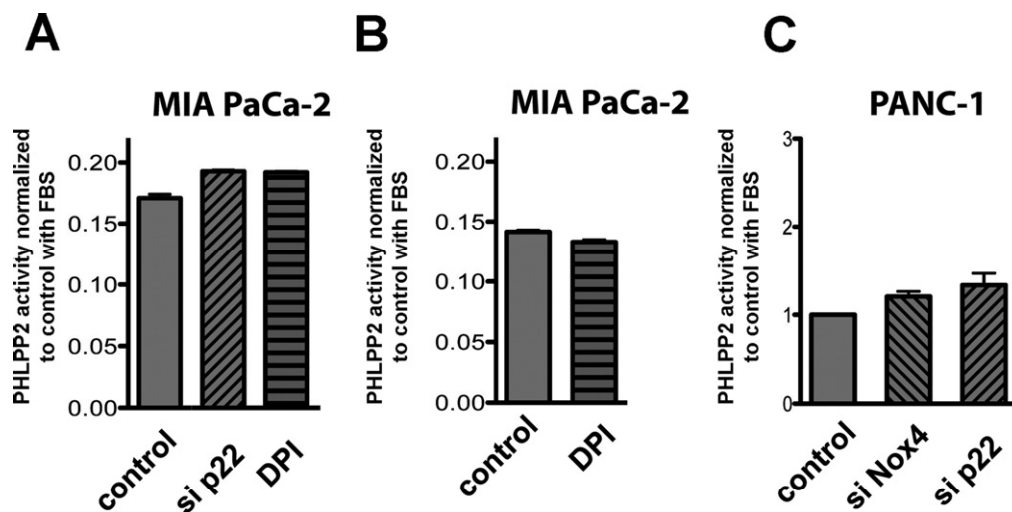 A
MIA PaCa-2
PHLPP2 activity normalized
to control with FBS
0.20
0.15
0.10
0.05
0.00
control
si p22
DPI
B
MIA PaCa-2
PHLPP2 activity normalized
to control with FBS
0.20
0.15
0.10
0.05
0.00
control
DPI
C
PANC-1
PHLPP2 activity normalized
to control with FBS
3
2
1
0
control
si Nox4
si p22